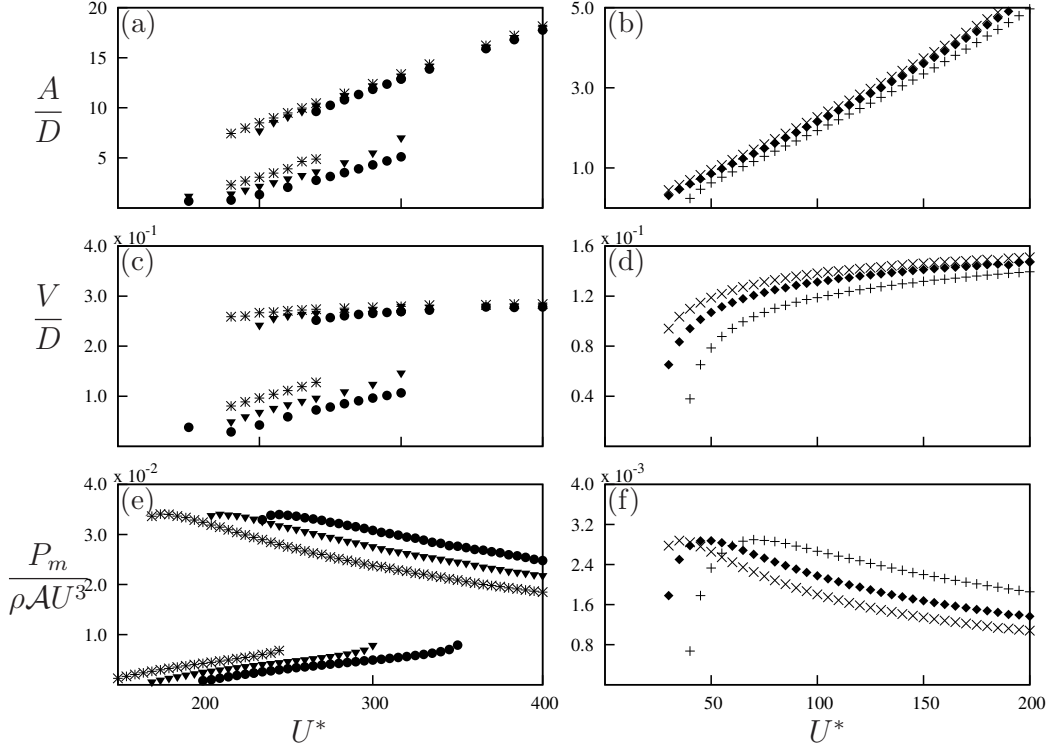 20
15
10
5
A
D
(a)
5.0
3.0
1.0
(b)
x 10⁻¹
4.0
3.0
2.0
1.0
V
D
(c)
x 10⁻¹
1.6
1.2
0.8
0.4
(d)
x 10⁻²
4.0
3.0
2.0
1.0
P_m
ρ𝒜U³
(e)
200
300
400
U*
x 10⁻³
3.6
3.2
2.4
1.6
0.8
(f)
50
100
150
200
U*